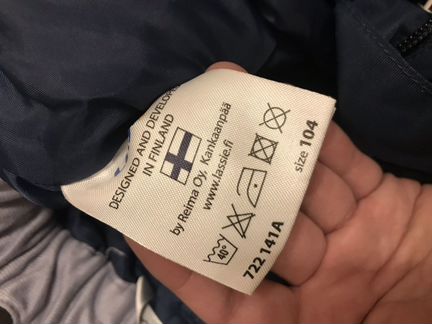 DESIGNED AND DEVELOPED
IN FINLAND
by Reima Oy, Kankaanpää
www.lassie.fi
40°
722 141A
size 104